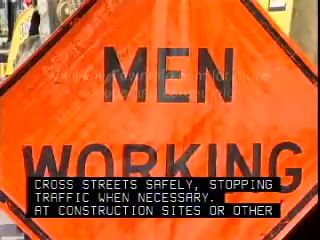 MEN
WORKING
CROSS STREETS SAFELY, STOPPING
TRAFFIC WHEN NECESSARY.
AT CONSTRUCTION SITES OR OTHER